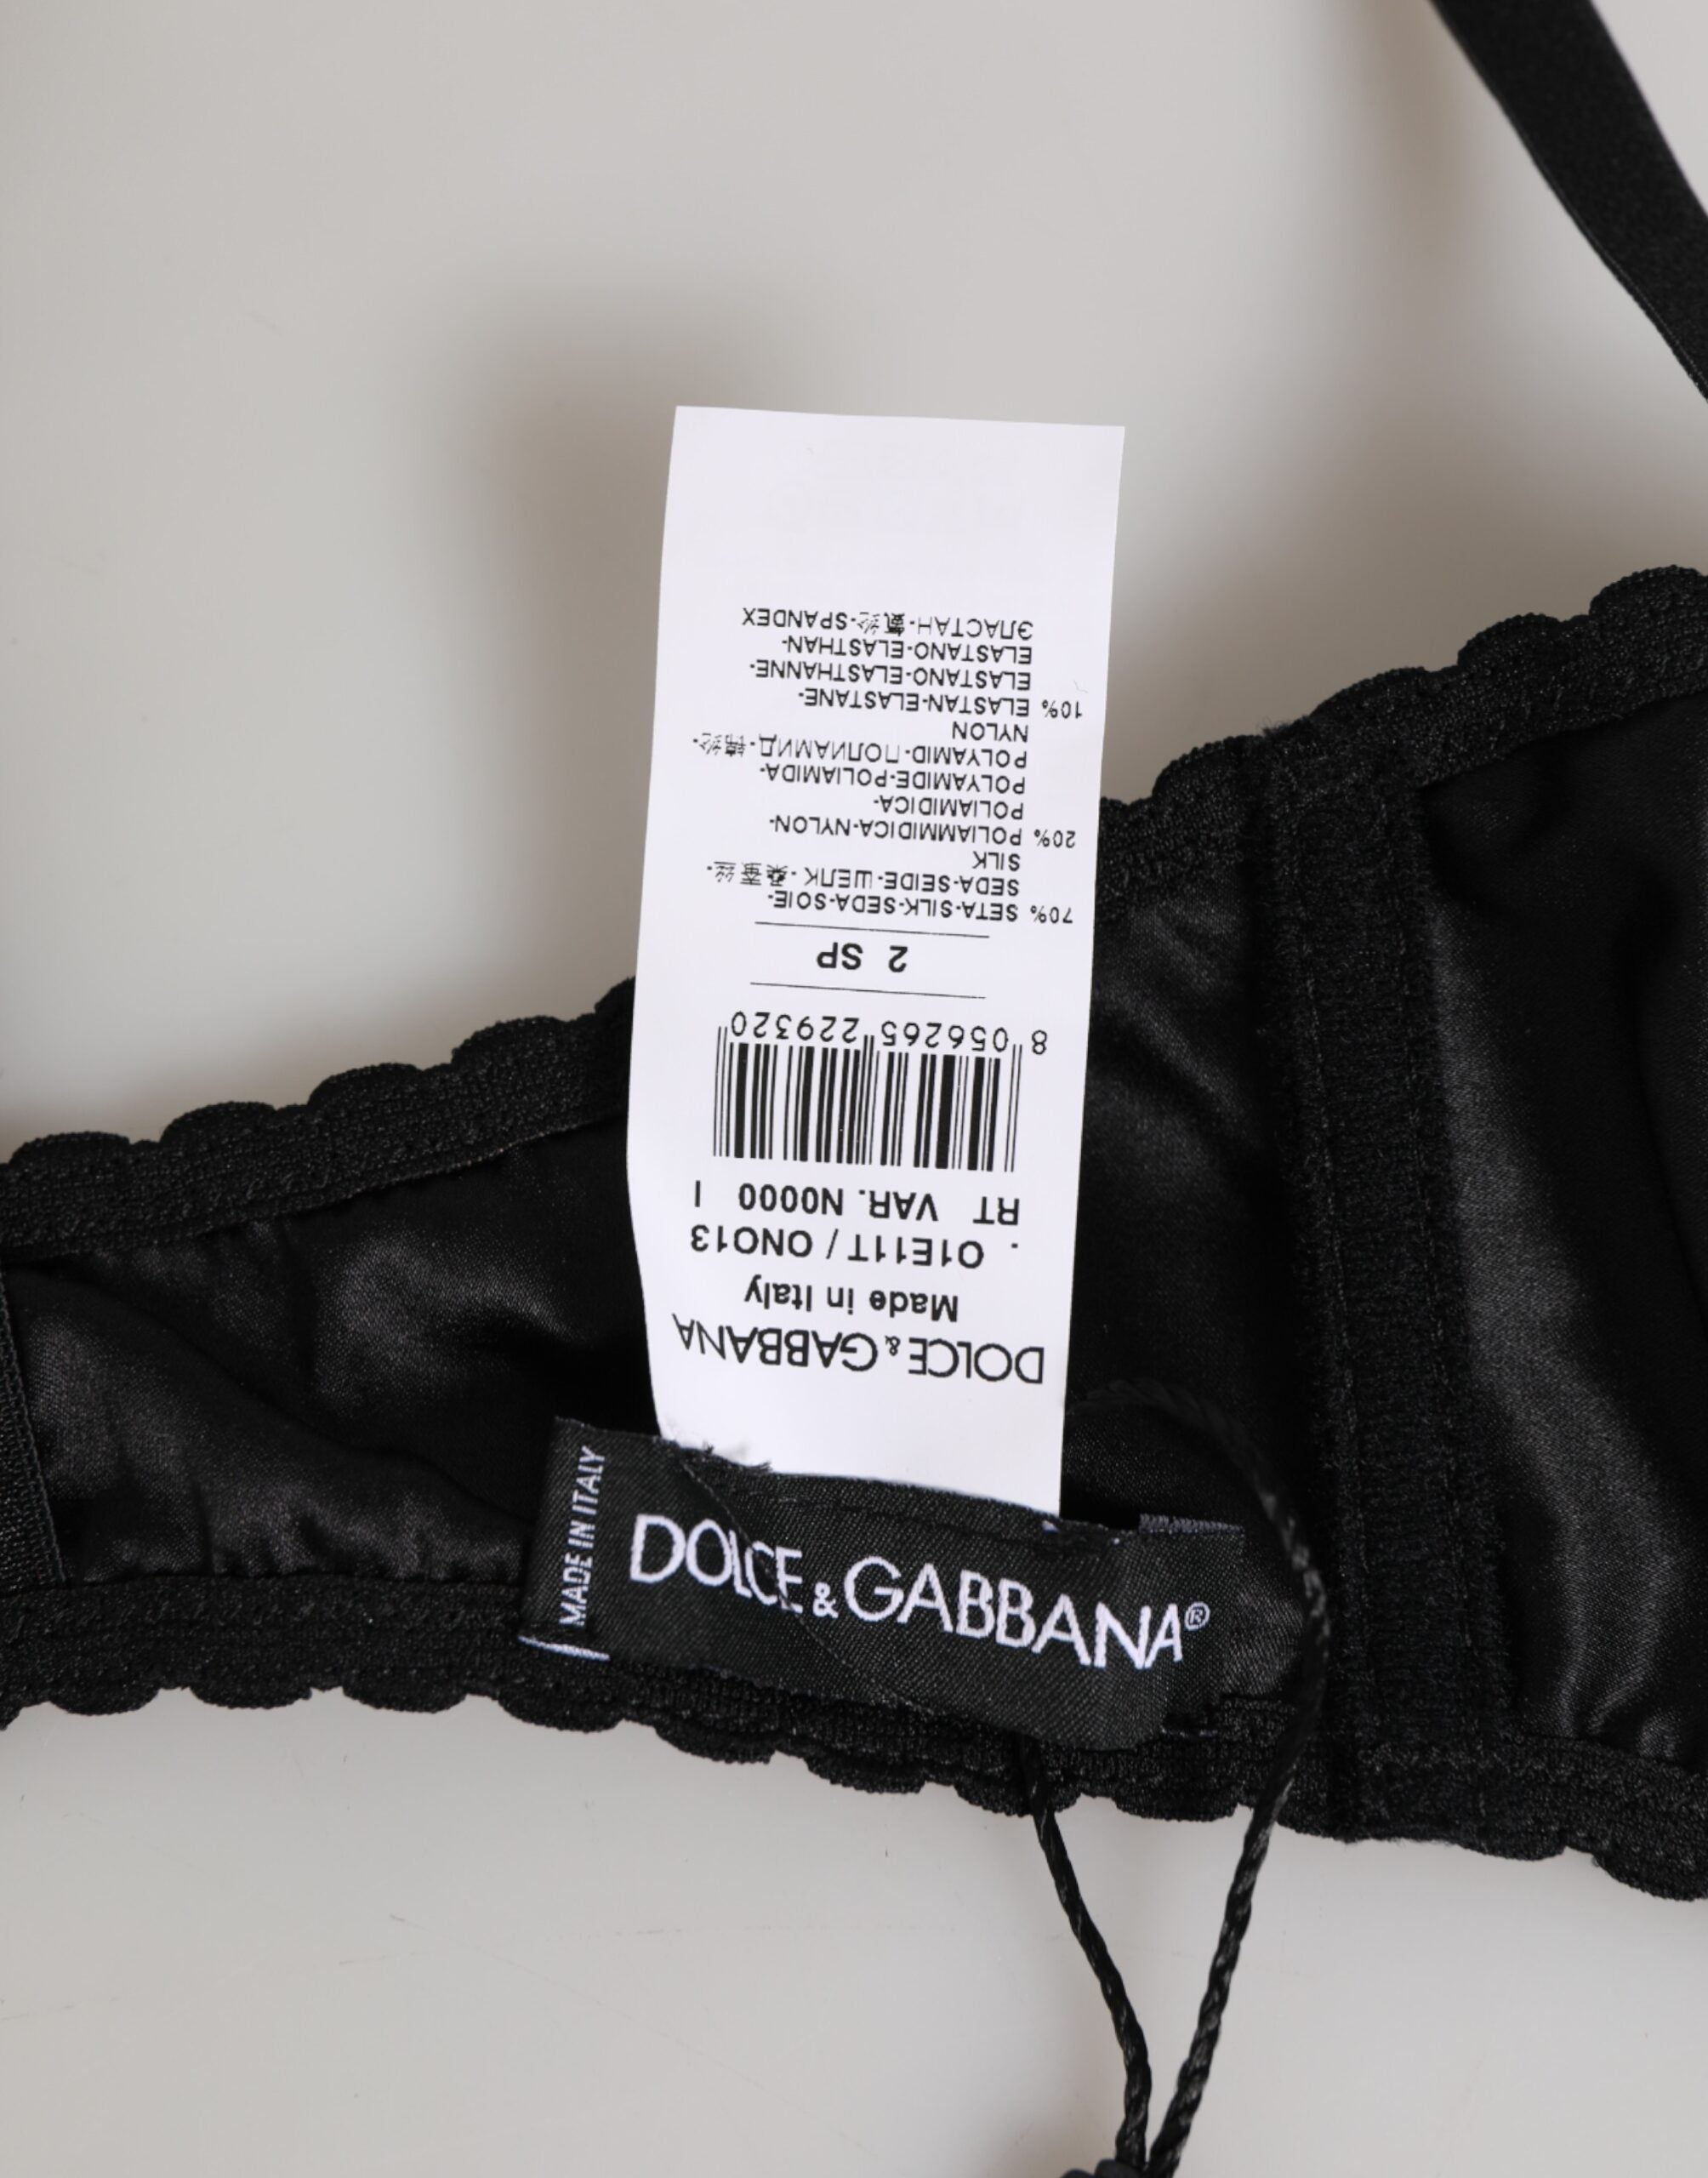 DOLCE & GABBANA
Made in Italy
. O1E11T / ONO13
RT VAR. N0000 I
8 056265 229320
2 SP
70% SETA-SILK-SEDA-SOIE-
SEDA-SEIDE-ШЕЛК-桑蚕丝-
SILK
20% POLIAMMIDICA-NYLON-
POLIAMIDICA-
POLYAMIDE-POLIAMIDA-
POLYAMID-ПОЛИАМИД-锦纶-
NYLON
10% ELASTAN-ELASTANE-
ELASTANO-ELASTHANNE-
ELASTANO-ELASTHAN-
ЭЛАСТАН-氨纶-SPANDEX
MADE IN ITALY
DOLCE & GABBANA®